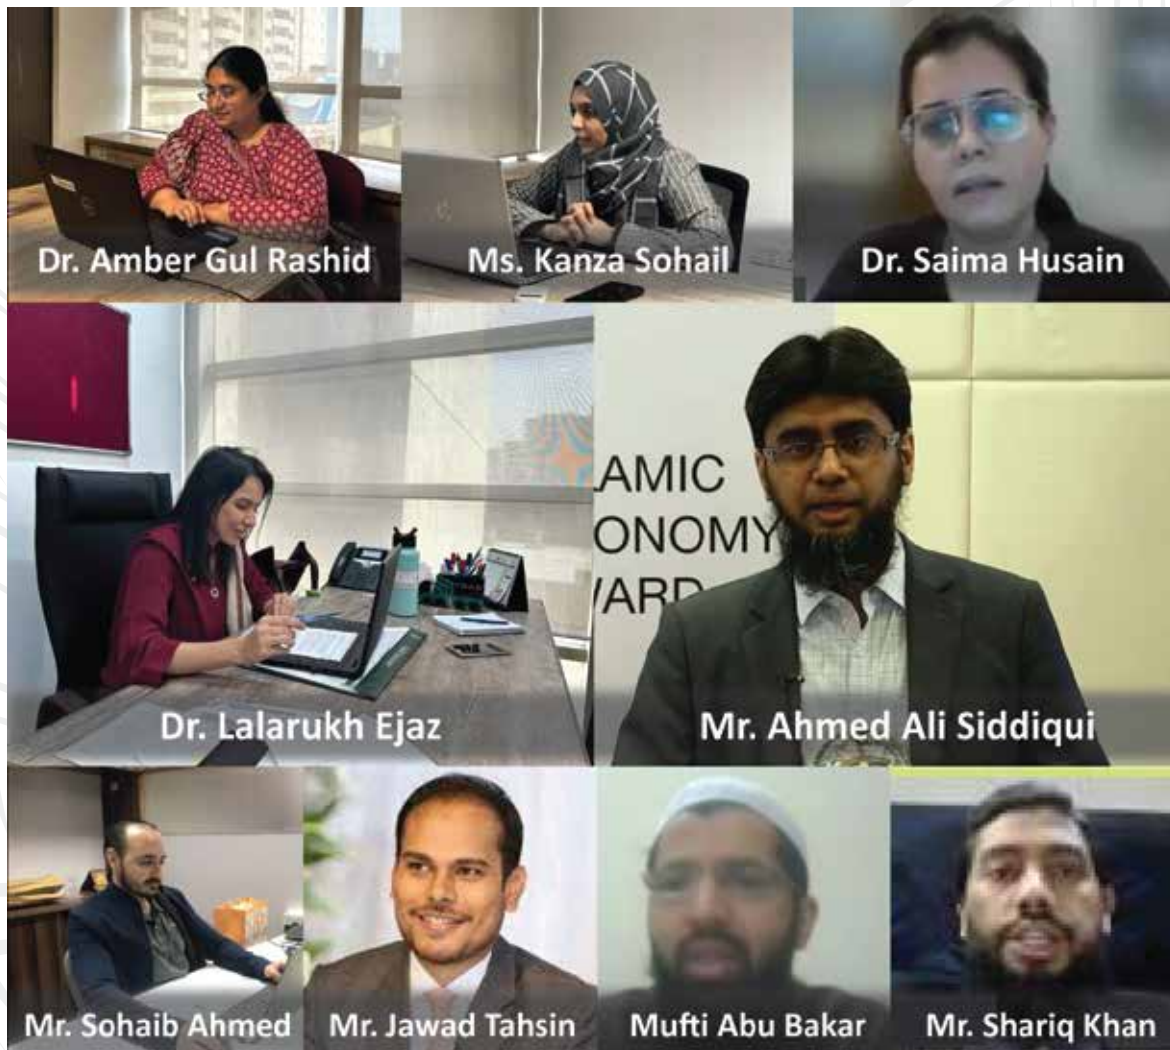 Dr. Amber Gul Rashid
Ms. Kanza Sohail
Dr. Saima Husain
AMIC
ONOMY
WARD
Dr. Lalarukh Ejaz
Mr. Ahmed Ali Siddiqui
Mr. Sohaib Ahmed
Mr. Jawad Tahsin
Mufti Abu Bakar
Mr. Shariq Khan